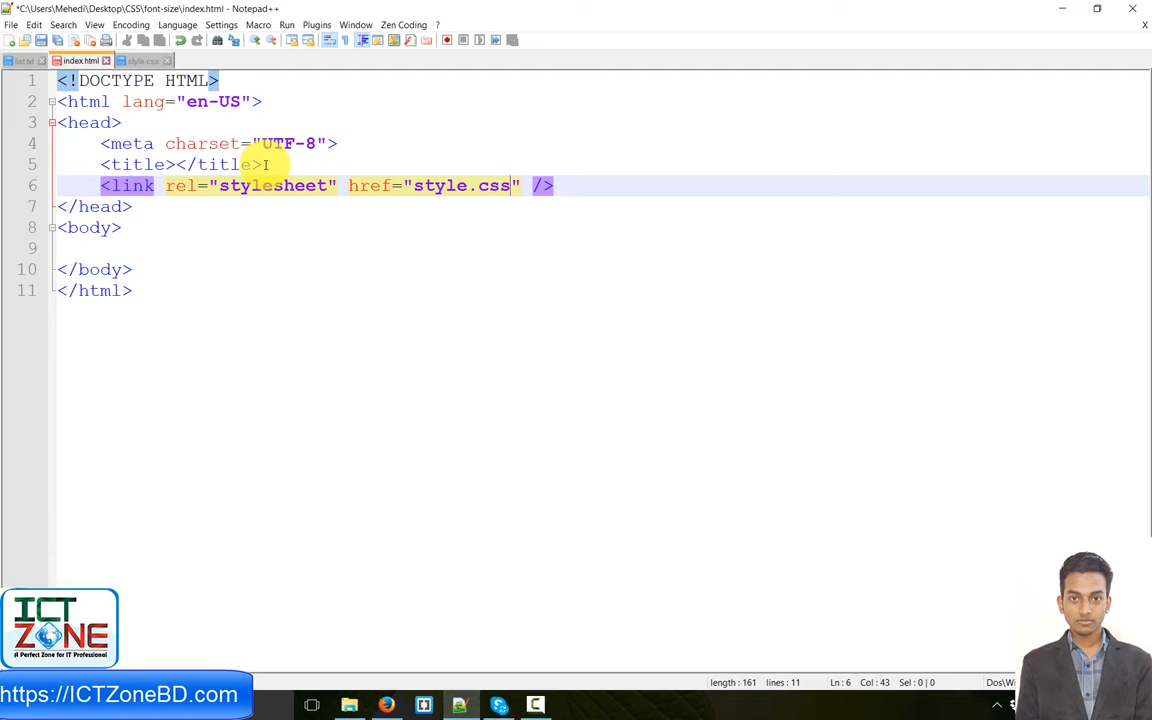 *C:\Users\Mehedi\Desktop\CSS\font-size\index.html - Notepad++
File Edit Search View Encoding Language Settings Macro Run Plugins Window Zen Coding ? X
list.txt index.html style.css
1 <!DOCTYPE HTML>
2 <html lang="en-US">
3 <head>
4 <meta charset="UTF-8">
5 <title></title>
6 <link rel="stylesheet" href="style.css" />
7 </head>
8 <body>
9
10 </body>
11 </html>
ICT
ZONE
A Perfect Zone for IT Professional
length : 161 lines : 11 Ln : 6 Col : 43 Sel : 0 | 0
https://ICTZoneBD.com